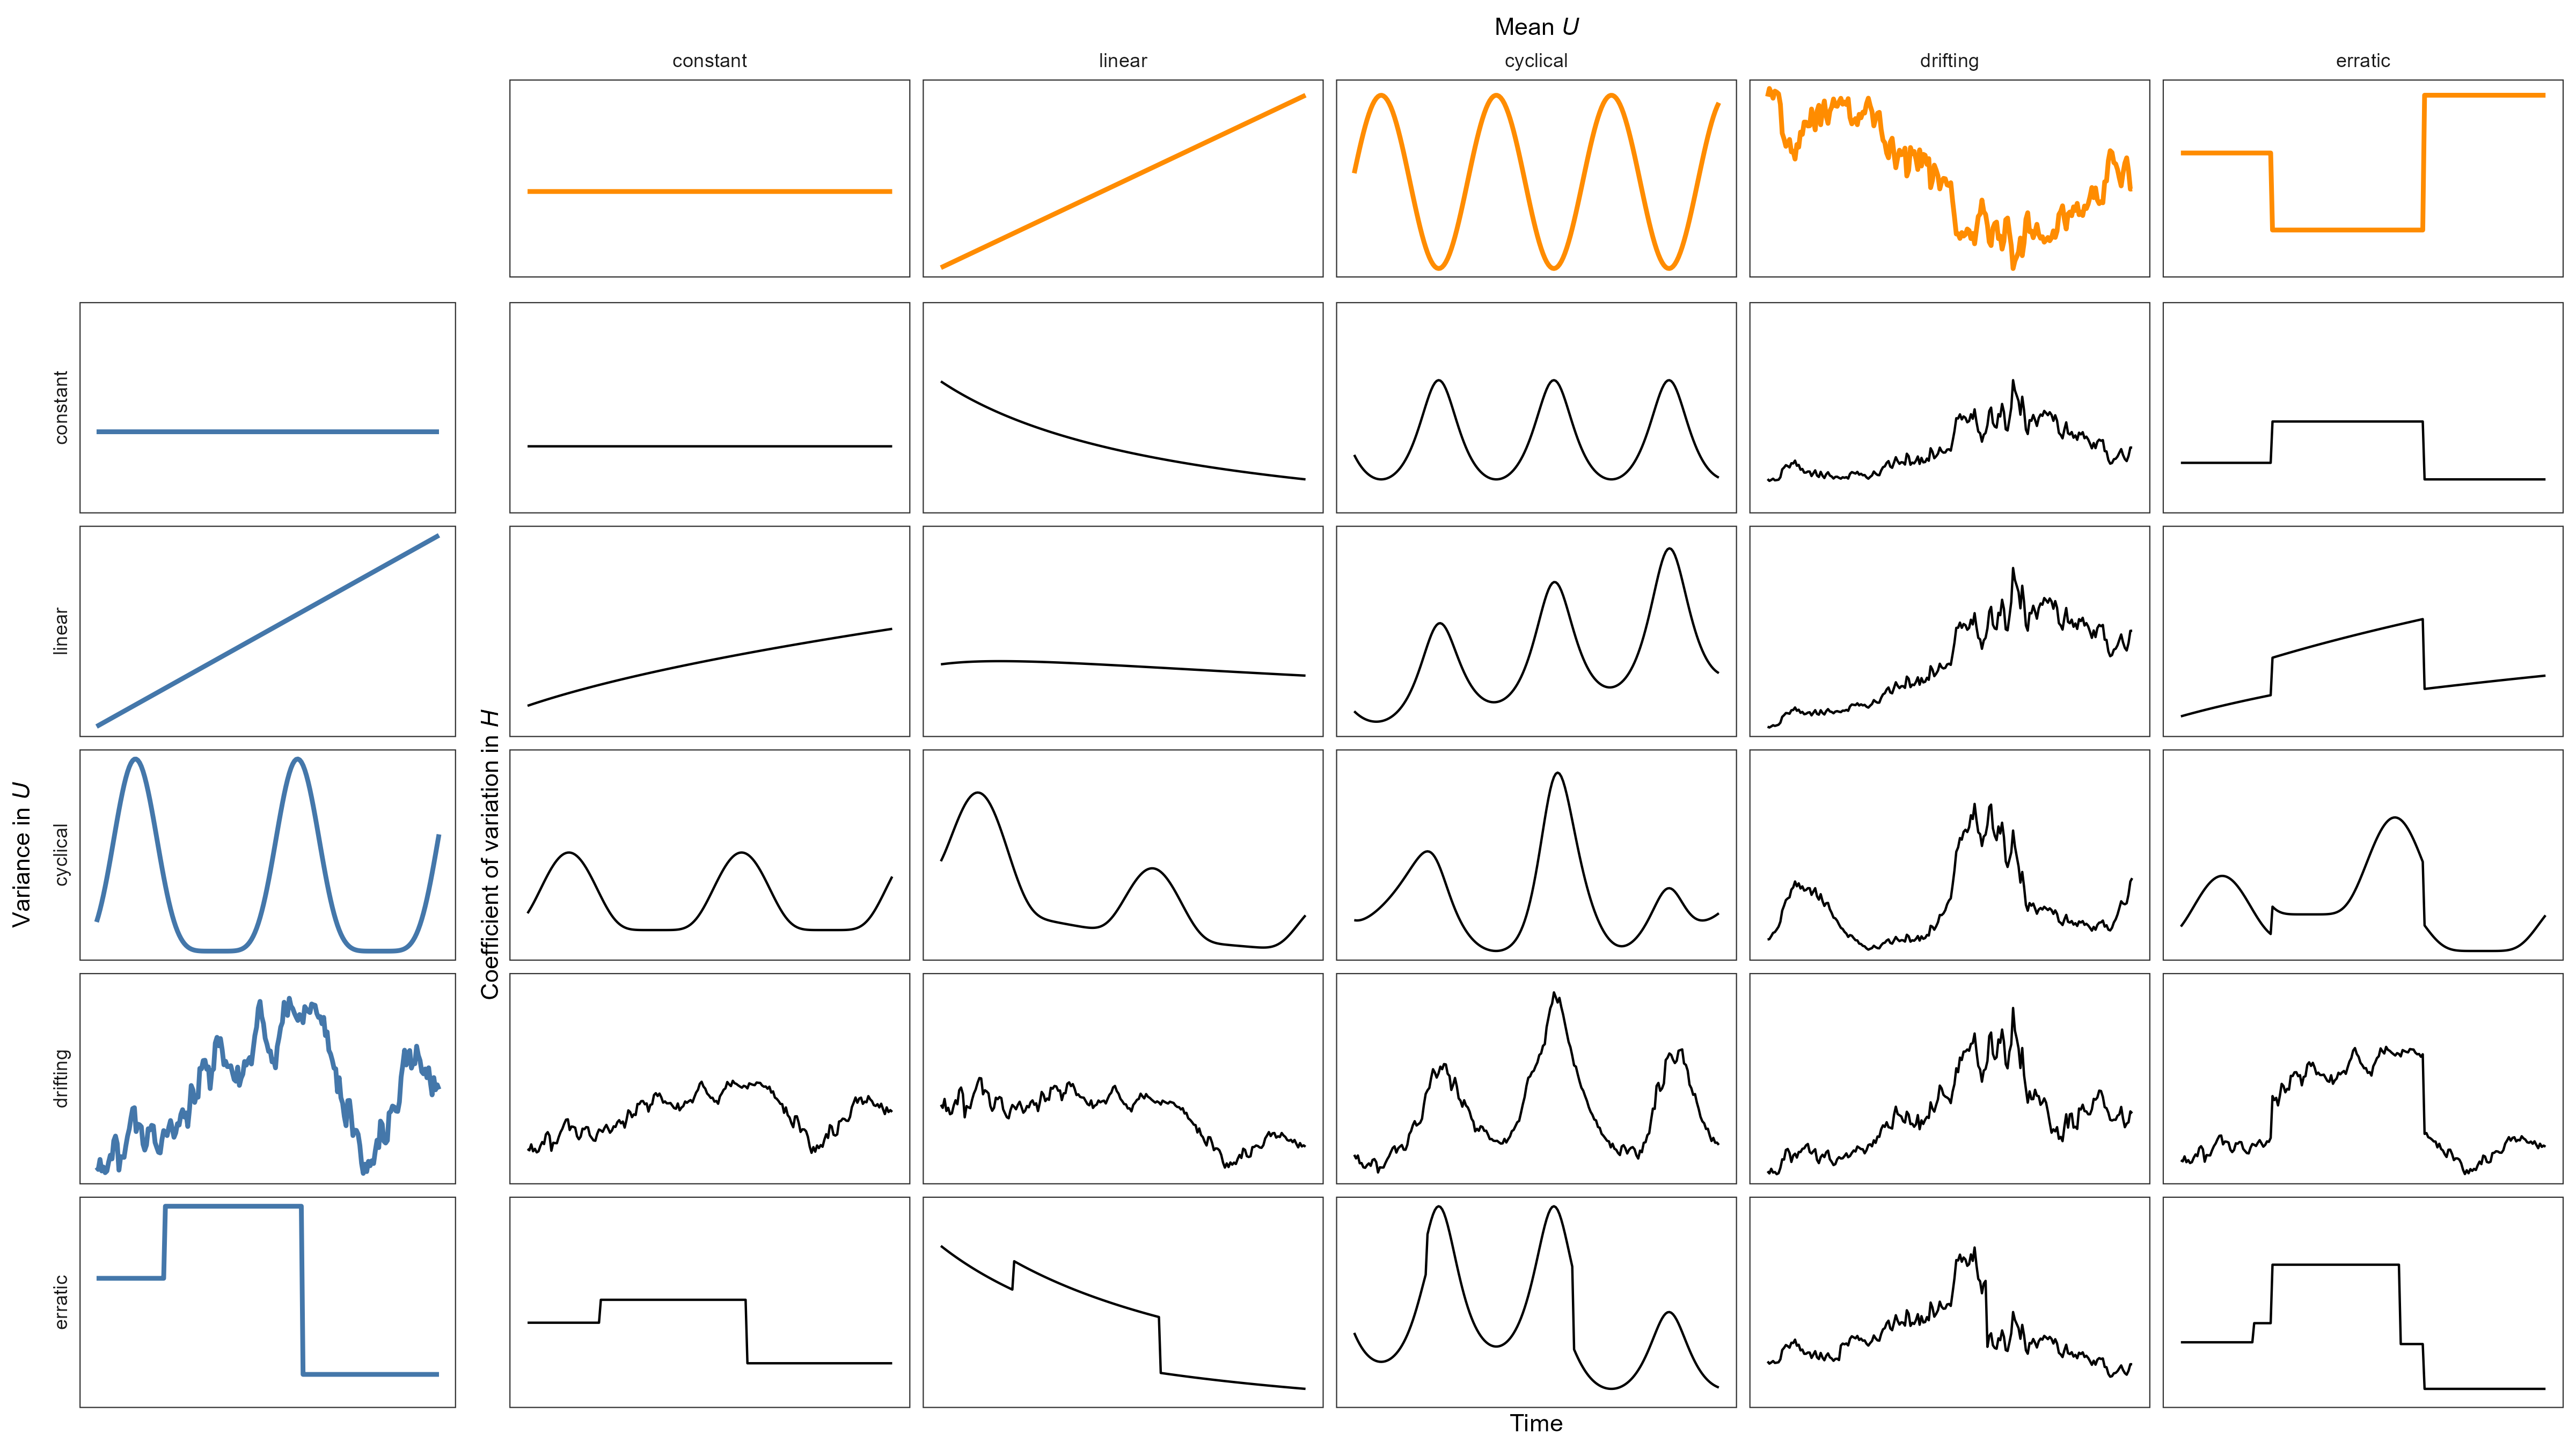 Mean U
constant
linear
cyclical
drifting
erratic
Variance in U
constant
linear
cyclical
drifting
erratic
Coefficient of variation in H
Time